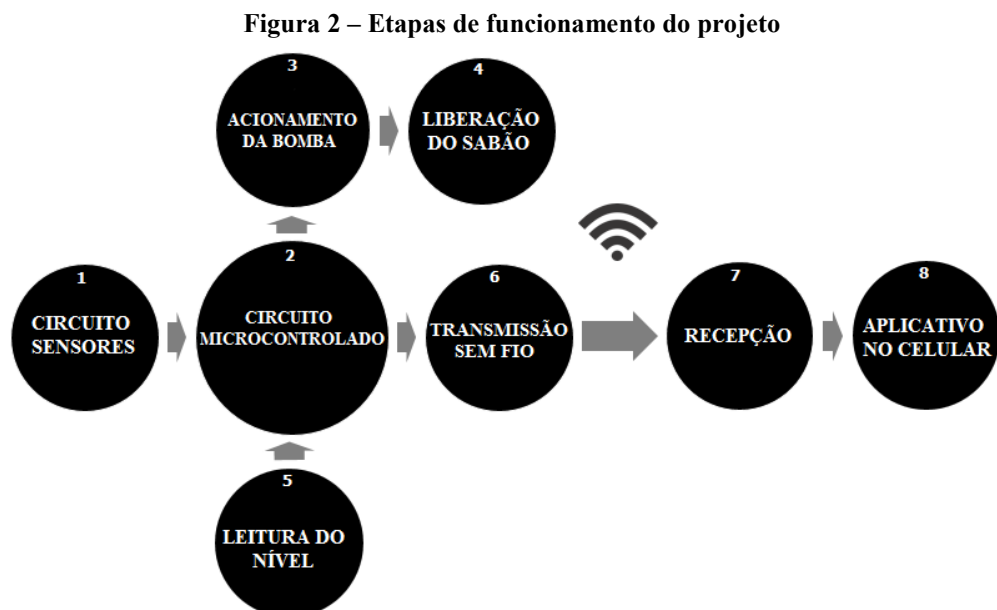 Figura 2 – Etapas de funcionamento do projeto
3
ACIONAMENTO
DA BOMBA
4
LIBERAÇÃO
DO SABÃO
1
CIRCUITO
SENSORES
2
CIRCUITO
MICROCONTROLADO
6
TRANSMISSÃO
SEM FIO
7
RECEPÇÃO
8
APLICATIVO
NO CELULAR
5
LEITURA DO
NÍVEL